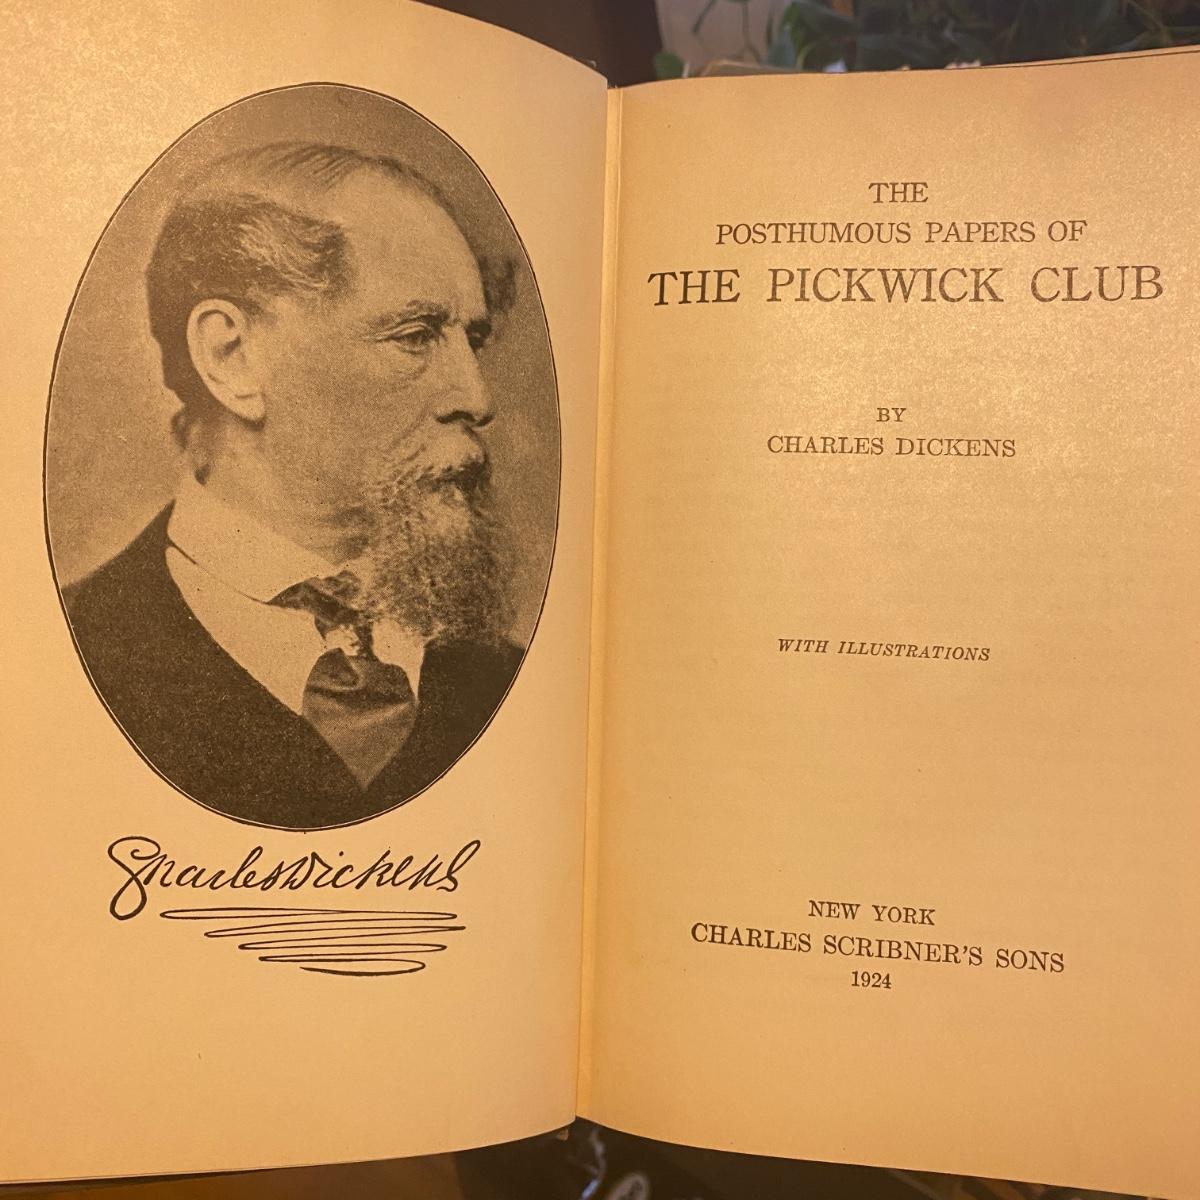 Charles Dickens
THE
POSTHUMOUS PAPERS OF
THE PICKWICK CLUB
BY
CHARLES DICKENS
WITH ILLUSTRATIONS
NEW YORK
CHARLES SCRIBNER'S SONS
1924